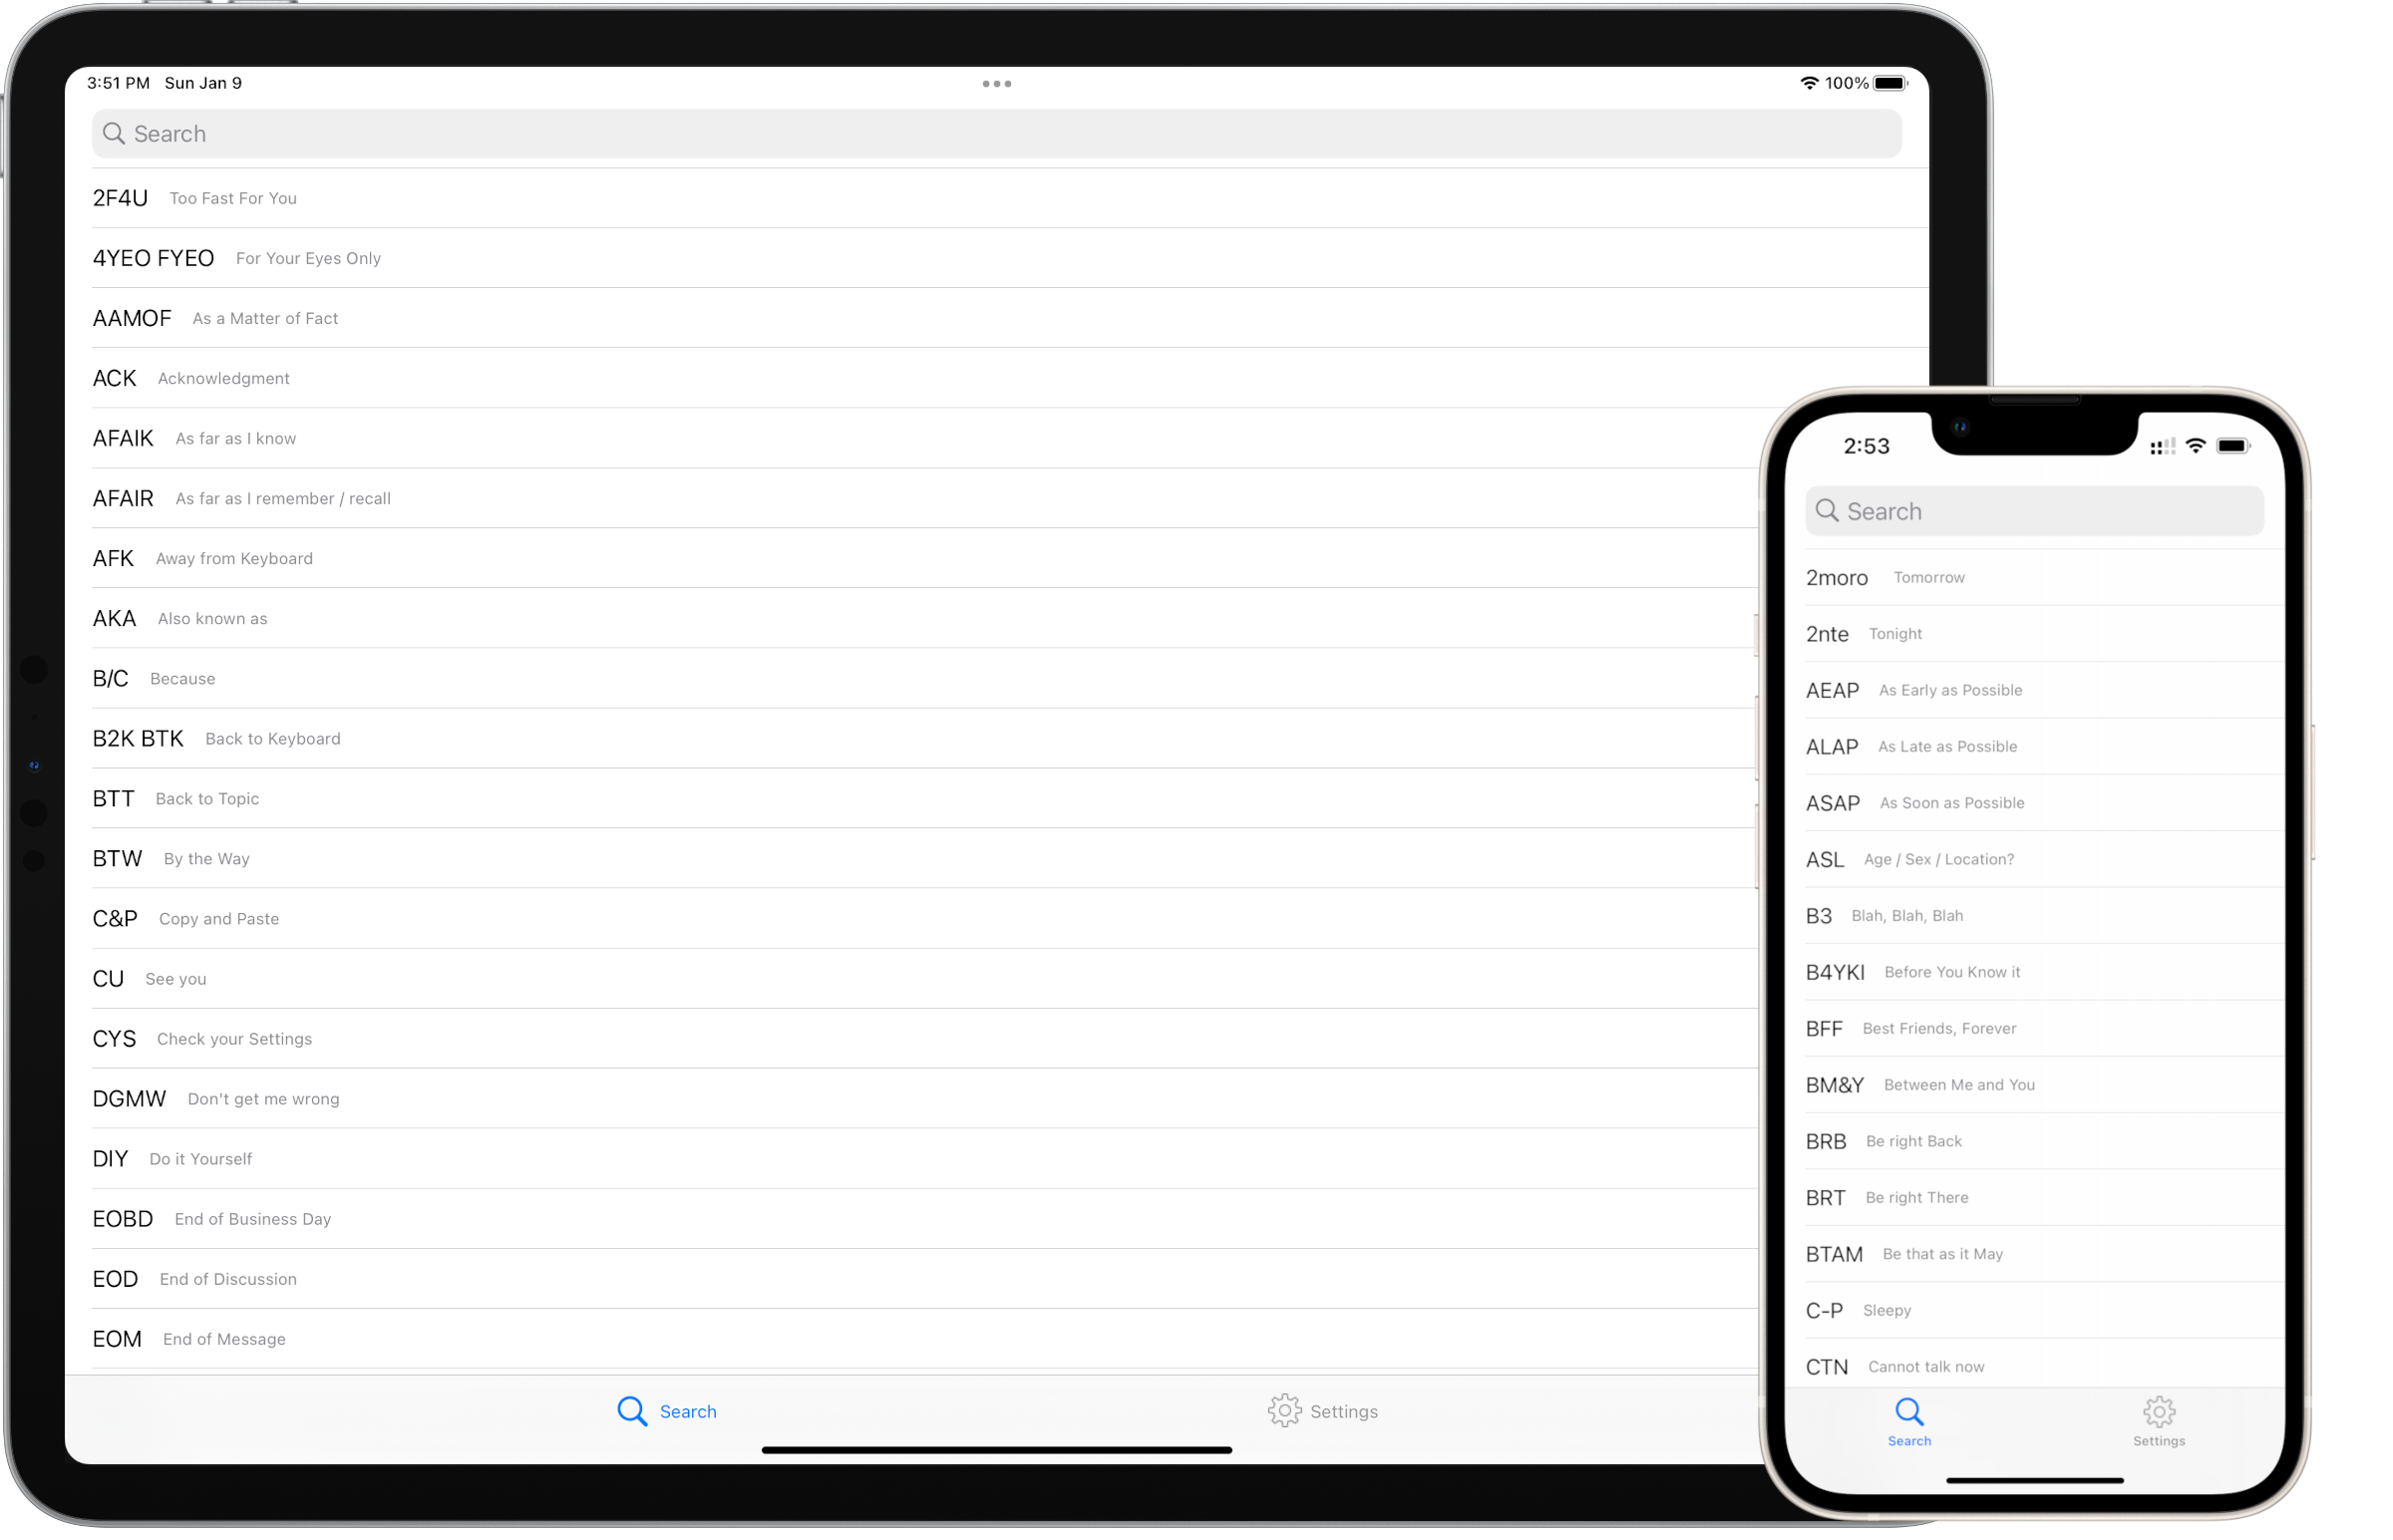 3:51 PM Sun Jan 9 100%
Search
2F4U Too Fast For You
4YEO FYEO For Your Eyes Only
AAMOF As a Matter of Fact
ACK Acknowledgment
AFAIK As far as I know
AFAIR As far as I remember / recall
AFK Away from Keyboard
AKA Also known as
B/C Because
B2K BTK Back to Keyboard
BTT Back to Topic
BTW By the Way
C&P Copy and Paste
CU See you
CYS Check your Settings
DGMW Don't get me wrong
DIY Do it Yourself
EOBD End of Business Day
EOD End of Discussion
EOM End of Message
Search Settings
2:53
Search
2moro Tomorrow
2nte Tonight
AEAP As Early as Possible
ALAP As Late as Possible
ASAP As Soon as Possible
ASL Age / Sex / Location?
B3 Blah, Blah, Blah
B4YKI Before You Know it
BFF Best Friends, Forever
BM&Y Between Me and You
BRB Be right Back
BRT Be right There
BTAM Be that as it May
C-P Sleepy
CTN Cannot talk now
Search Settings